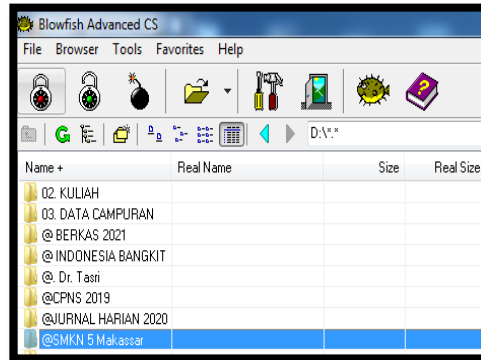 Blowfish Advanced CS
File Browser Tools Favorites Help
G D:\*.*
Name + Real Name Size Real Size
02. KULIAH
03. DATA CAMPURAN
@ BERKAS 2021
@ INDONESIA BANGKIT
@. Dr. Tasri
@CPNS 2019
@JURNAL HARIAN 2020
@SMKN 5 Makassar